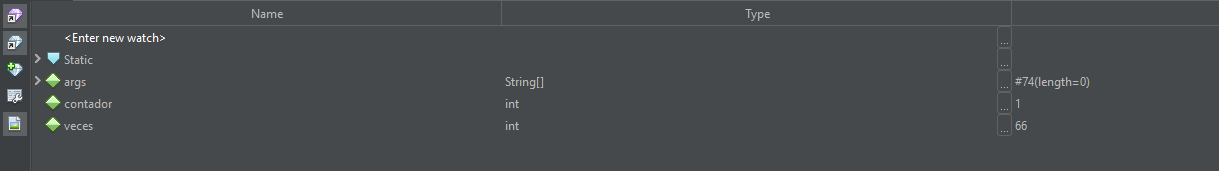 Name Type
<Enter new watch> ...
Static ...
args String[] ... #74(length=0)
contador int ... 1
veces int ... 66